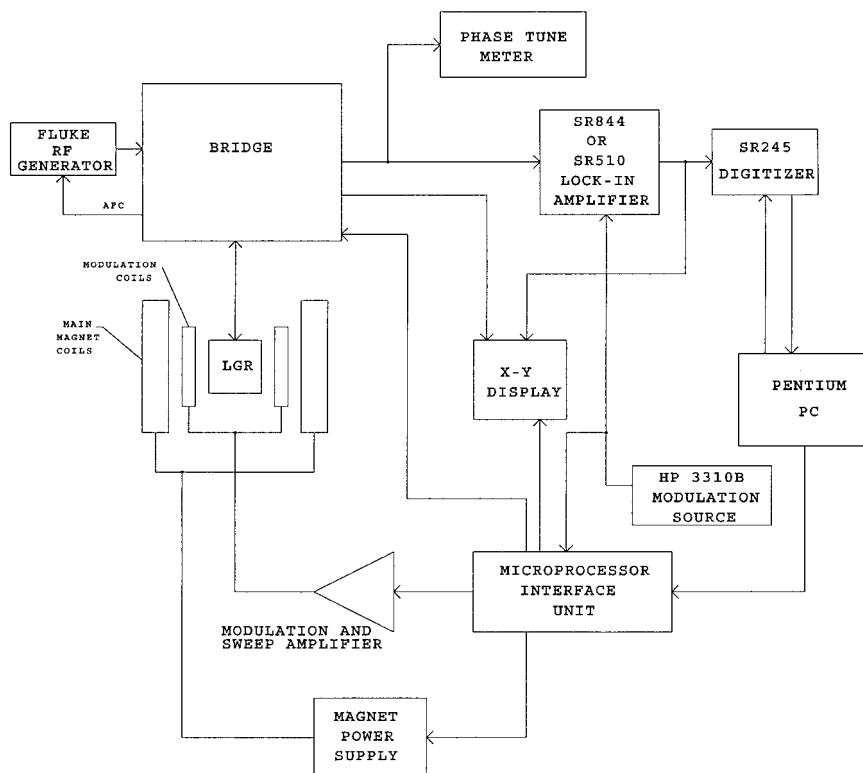 PHASE TUNE
METER
FLUKE
RF
GENERATOR
BRIDGE
SR844
OR
SR510
LOCK-IN
AMPLIFIER
SR245
DIGITIZER
AFC
MODULATION
COILS
MAIN
MAGNET
COILS
LGR
X-Y
DISPLAY
PENTIUM
PC
HP 3310B
MODULATION
SOURCE
MICROPROCESSOR
INTERFACE
UNIT
MODULATION AND
SWEEP AMPLIFIER
MAGNET
POWER
SUPPLY